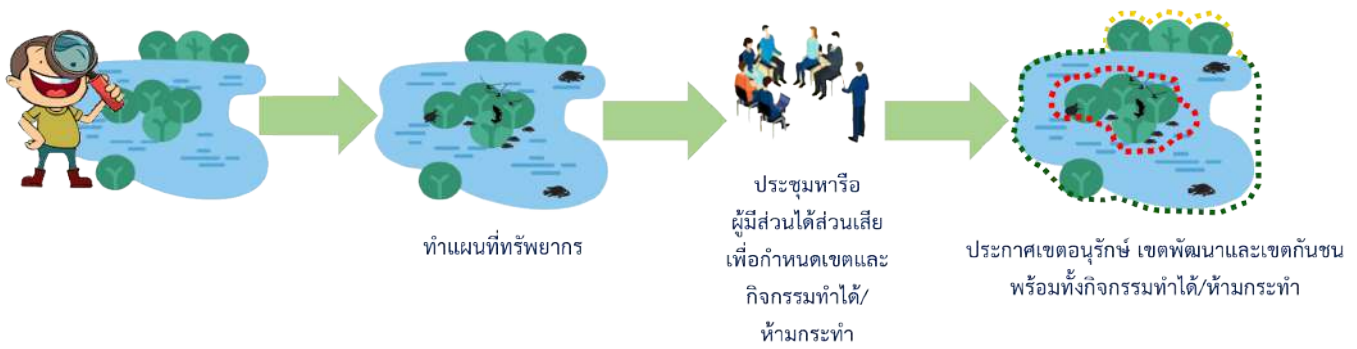 ทำแผนที่ทรัพยากร
ประชุมหารือ
ผู้มีส่วนได้ส่วนเสีย
เพื่อกำหนดเขตและ
กิจกรรมทำได้/
ห้ามกระทำ
ประกาศเขตอนุรักษ์ เขตพัฒนาและเขตกันชน
พร้อมทั้งกิจกรรมทำได้/ห้ามกระทำ